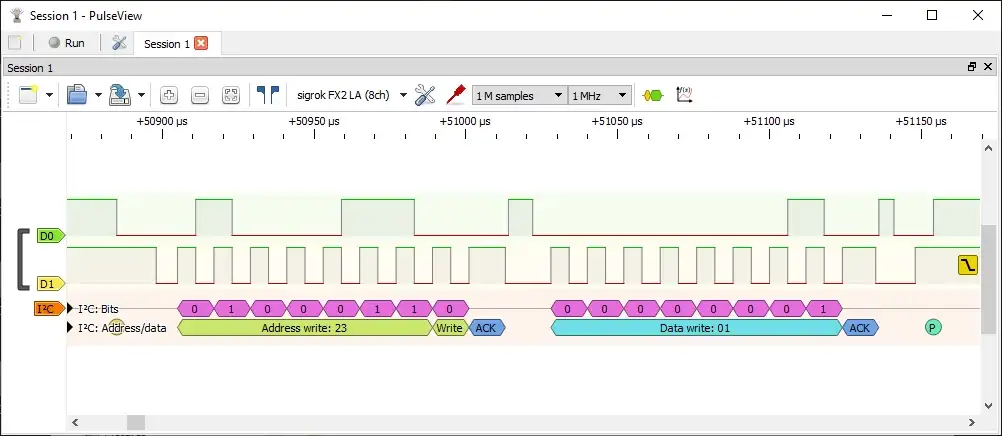 Session 1 - PulseView
Run
Session 1
Session 1
sigrok FX2 LA (8ch)
1 M samples
1 MHz
f(x)
+50900 µs +50950 µs +51000 µs +51050 µs +51100 µs +51150 µs
D0
D1
I²C
I²C: Bits
0 1 0 0 0 1 1 0 0 0 0 0 0 0 0 1
I²C: Address/data
Address write: 23 Write ACK Data write: 01 ACK P